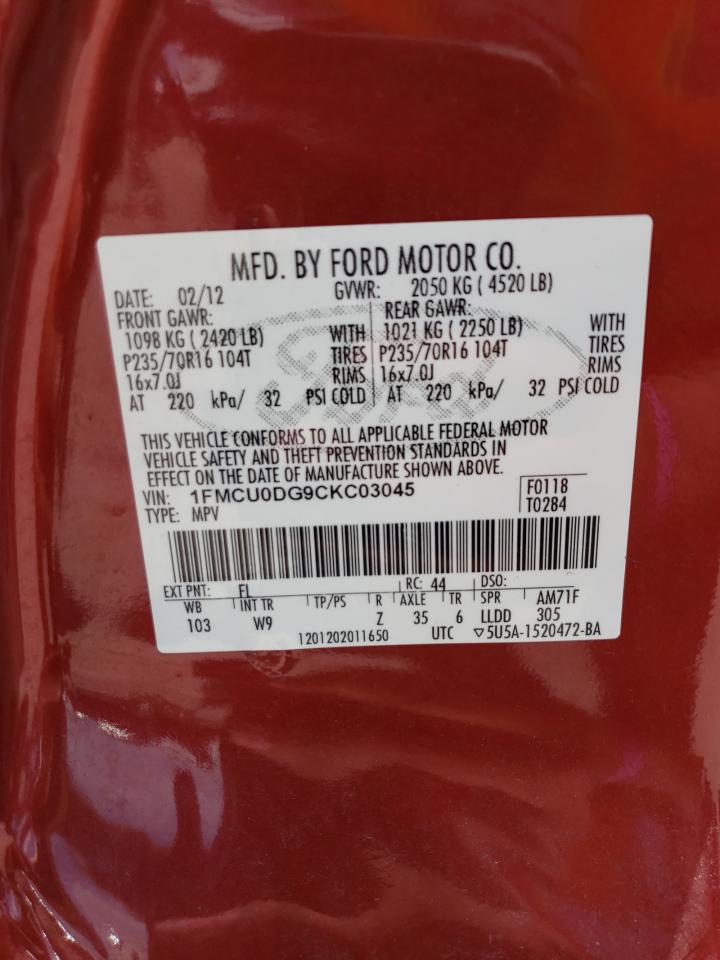 MFD. BY FORD MOTOR CO.
DATE: 02/12 GVWR: 2050 KG ( 4520 LB)
FRONT GAWR: REAR GAWR:
1098 KG ( 2420 LB) WITH 1021 KG ( 2250 LB) WITH
P235/70R16 104T TIRES P235/70R16 104T TIRES
16x7.0J RIMS 16x7.0J RIMS
AT 220 kPa/ 32 PSI COLD AT 220 kPa/ 32 PSI COLD
Ford
THIS VEHICLE CONFORMS TO ALL APPLICABLE FEDERAL MOTOR
VEHICLE SAFETY AND THEFT PREVENTION STANDARDS IN
EFFECT ON THE DATE OF MANUFACTURE SHOWN ABOVE.
VIN: 1FMCU0DG9CKC03045 F0118
TYPE: MPV T0284
EXT PNT: FL RC: 44 DSO:
WB INT TR TP/PS R AXLE TR SPR AM71F
103 W9 Z 35 6 LLDD 305
1201202011650 UTC ▽5U5A-1520472-BA